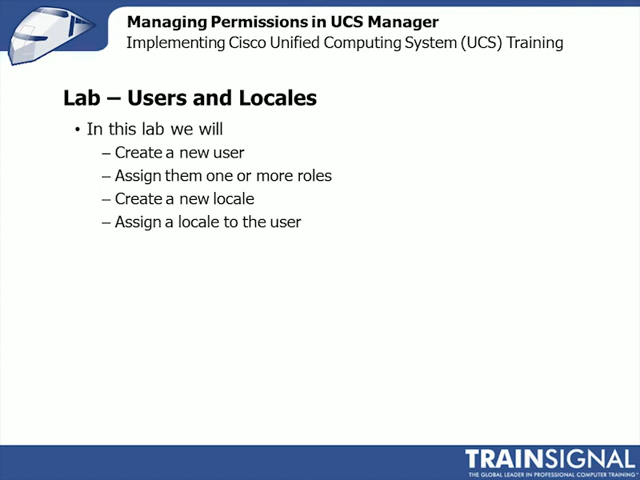 Managing Permissions in UCS Manager
Implementing Cisco Unified Computing System (UCS) Training
Lab – Users and Locales
• In this lab we will
– Create a new user
– Assign them one or more roles
– Create a new locale
– Assign a locale to the user
TRAINSIGNAL
THE GLOBAL LEADER IN PROFESSIONAL COMPUTER TRAINING